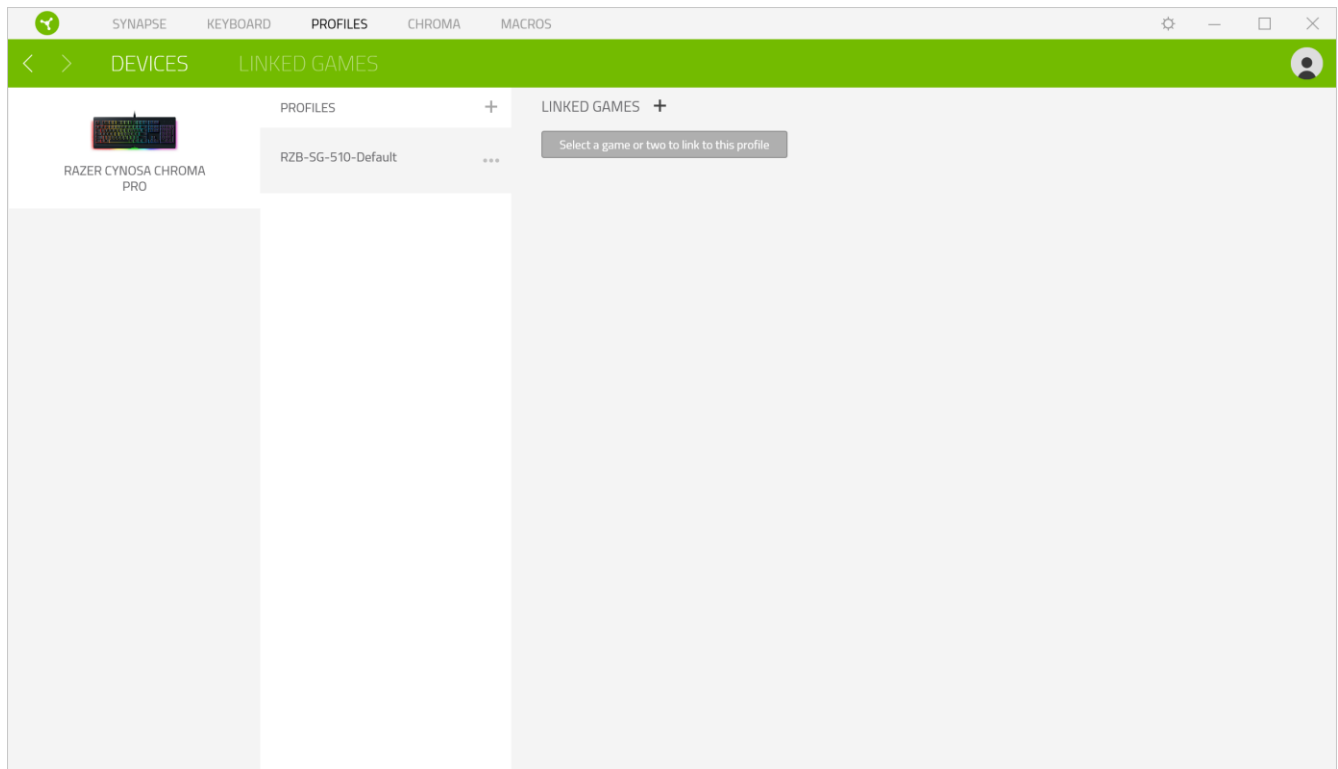 SYNAPSE KEYBOARD PROFILES CHROMA MACROS
DEVICES LINKED GAMES
RAZER CYNOSA CHROMA
PRO
PROFILES
RZB-SG-510-Default
LINKED GAMES
Select a game or two to link to this profile